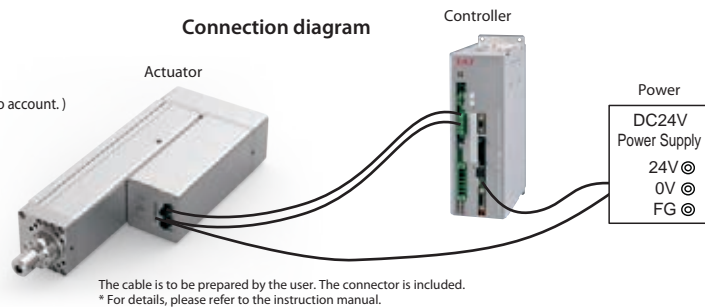 Connection diagram
Controller
Actuator
o account. )
Power
DC24V
Power Supply
24V
0V
FG
The cable is to be prepared by the user. The connector is included.
* For details, please refer to the instruction manual.